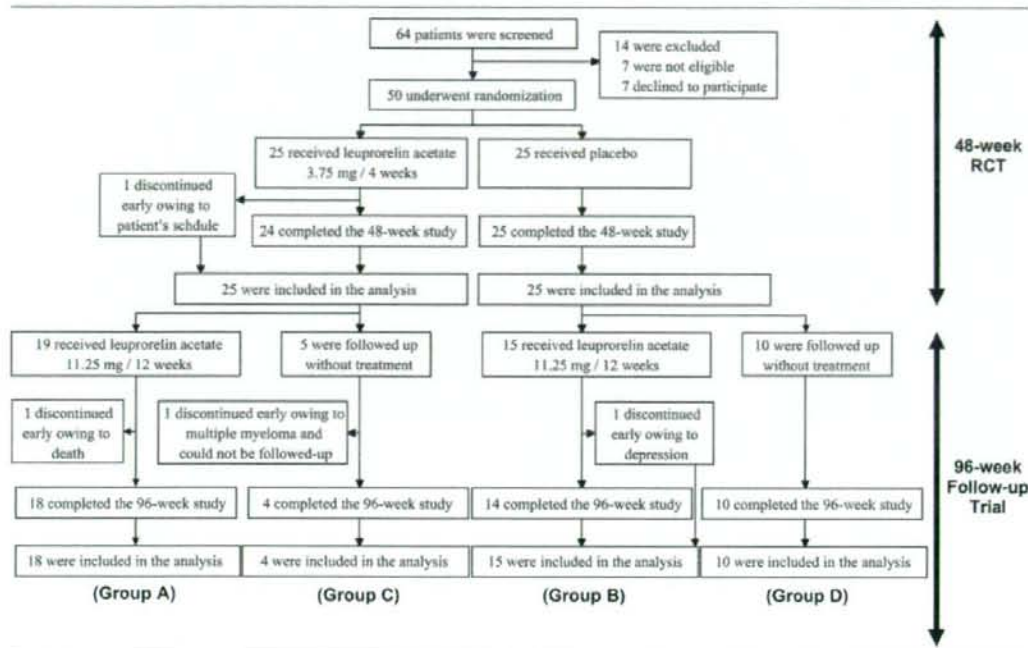 64 patients were screened
14 were excluded
7 were not eligible
7 declined to participate
50 underwent randomization
25 received leuprorelin acetate
3.75 mg / 4 weeks
25 received placebo
48-week
RCT
1 discontinued
early owing to
patient's schdule
24 completed the 48-week study
25 completed the 48-week study
25 were included in the analysis
25 were included in the analysis
19 received leuprorelin acetate
11.25 mg / 12 weeks
5 were followed up
without treatment
15 received leuprorelin acetate
11.25 mg / 12 weeks
10 were followed up
without treatment
1 discontinued
early owing to
death
1 discontinued early owing to
multiple myeloma and
could not be followed-up
1 discontinued
early owing to
depression
96-week
Follow-up
Trial
18 completed the 96-week study
4 completed the 96-week study
14 completed the 96-week study
10 completed the 96-week study
18 were included in the analysis
4 were included in the analysis
15 were included in the analysis
10 were included in the analysis
(Group A)
(Group C)
(Group B)
(Group D)